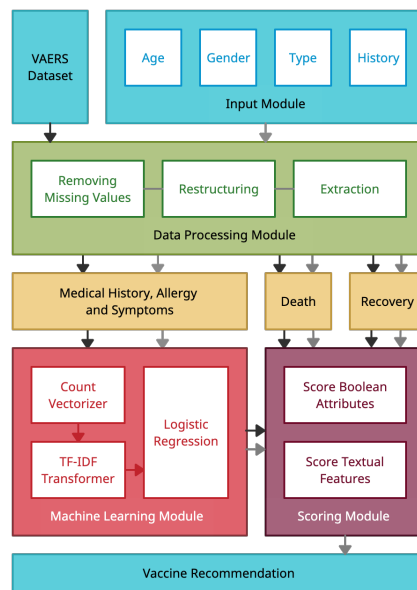 VAERS
Dataset
Age
Gender
Type
History
Input Module
Removing
Missing Values
Restructuring
Extraction
Data Processing Module
Medical History, Allergy
and Symptoms
Death
Recovery
Count
Vectorizer
TF-IDF
Transformer
Logistic
Regression
Machine Learning Module
Score Boolean
Attributes
Score Textual
Features
Scoring Module
Vaccine Recommendation